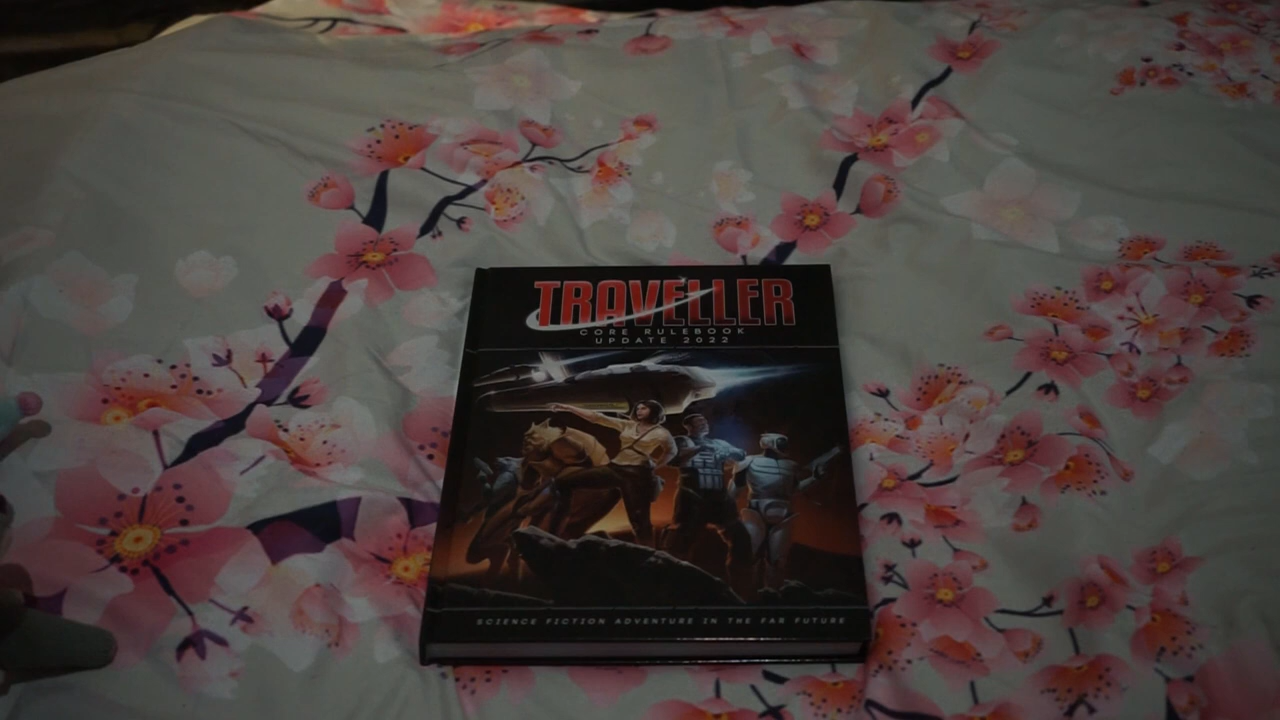 TRAVELLER
CORE RULEBOOK
UPDATE 2022
SCIENCE FICTION ADVENTURE IN THE FAR FUTURE